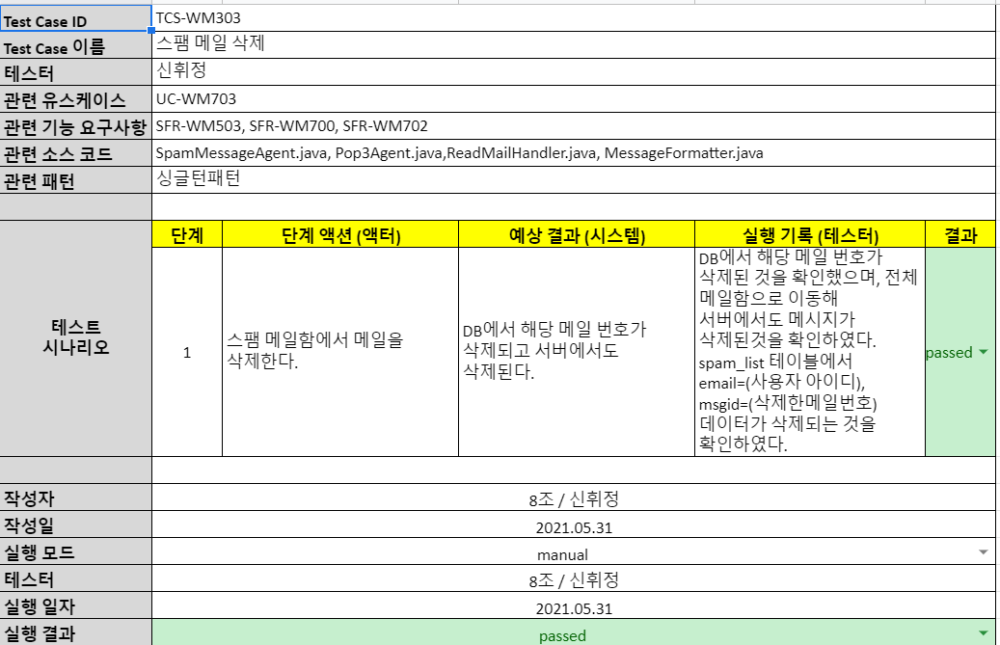 Test Case ID TCS-WM303
Test Case 이름 스팸 메일 삭제
테스터 신휘정
관련 유스케이스 UC-WM703
관련 기능 요구사항 SFR-WM503, SFR-WM700, SFR-WM702
관련 소스 코드 SpamMessageAgent.java, Pop3Agent.java,ReadMailHandler.java, MessageFormatter.java
관련 패턴 싱글턴패턴
단계 단계 액션 (액터) 예상 결과 (시스템) 실행 기록 (테스터) 결과
테스트
시나리오
1
스팸 메일함에서 메일을
삭제한다.
DB에서 해당 메일 번호가
삭제되고 서버에서도
삭제된다.
DB에서 해당 메일 번호가
삭제된 것을 확인했으며, 전체
메일함으로 이동해
서버에서도 메시지가
삭제된것을 확인하였다.
spam_list 테이블에서
email=(사용자 아이디),
msgid=(삭제한메일번호)
데이터가 삭제되는 것을
확인하였다.
passed
작성자 8조 / 신휘정
작성일 2021.05.31
실행 모드 manual
테스터 8조 / 신휘정
실행 일자 2021.05.31
실행 결과 passed